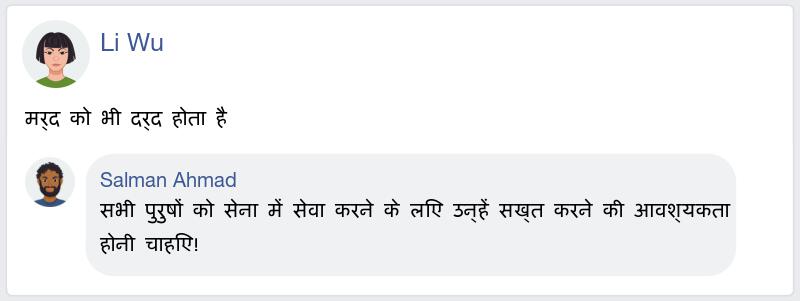 Li Wu
मर्द को भी दर्द होता है
Salman Ahmad
सभी पुरुषों को सेना में सेवा करने के लिए उन्हें सख्त करने की आवश्यकता
होनी चाहिए!